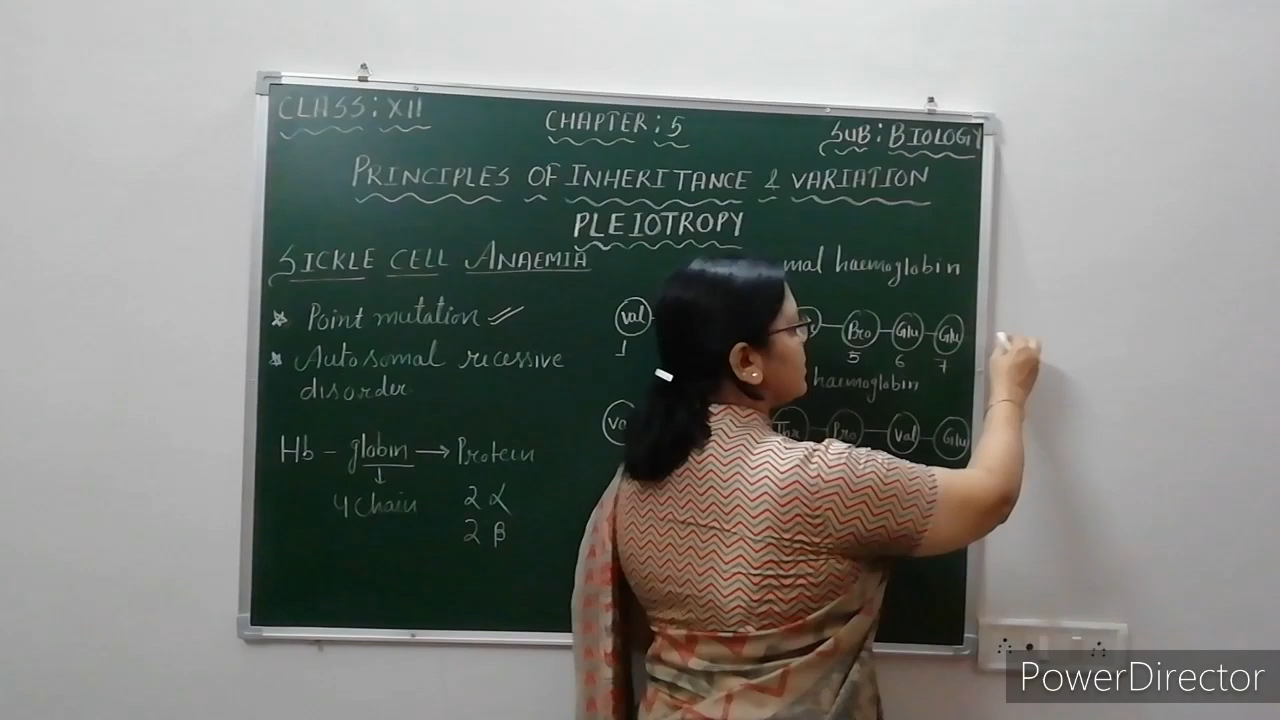 CLASS: XII
CHAPTER: 5
SUB: BIOLOGY
PRINCIPLES OF INHERITANCE & VARIATION
PLEIOTROPY
SICKLE CELL ANAEMIA
Point mutation
Autosomal recessive
disorder
Hb - globin → Protein
4 Chain 2 α
2 β
haemoglobin
Val Pro Glu Glu
1 5 6 7
haemoglobin
Thr Pro Val Glu
PowerDirector